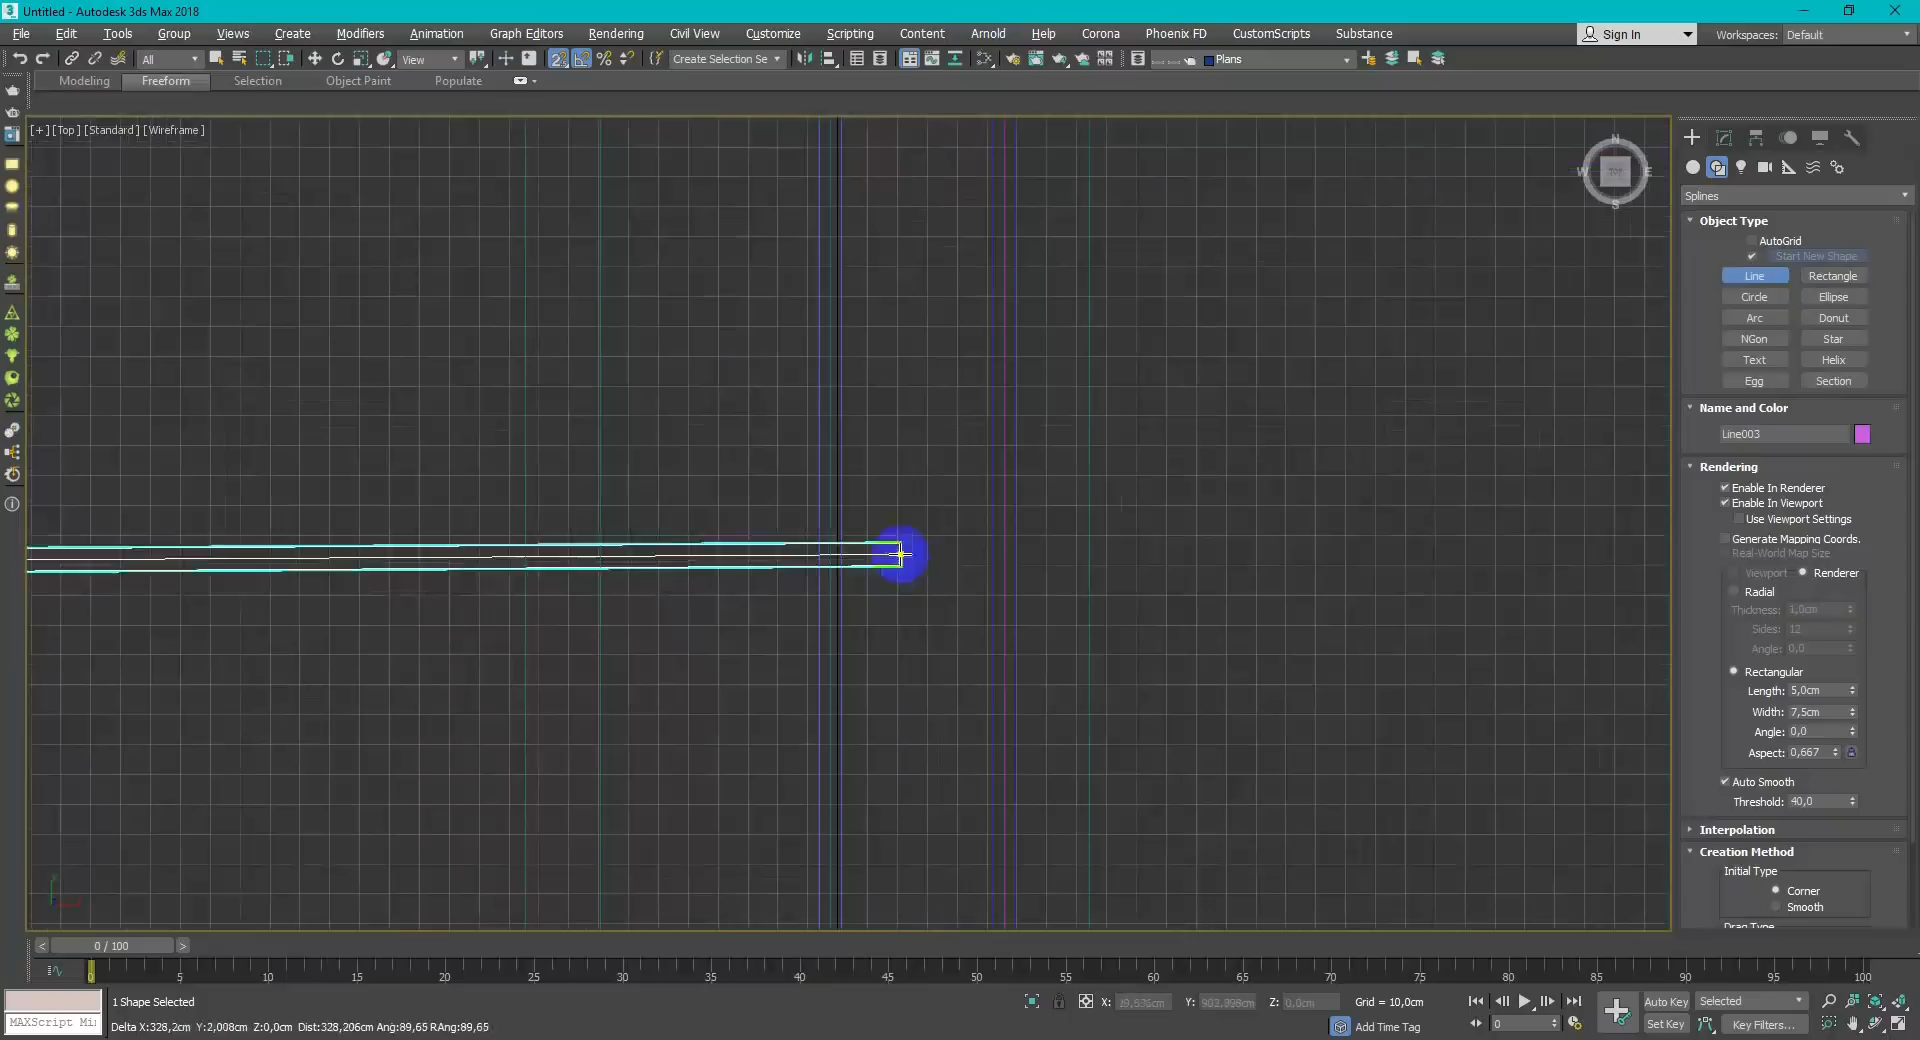 Untitled - Autodesk 3ds Max 2018
File Edit Tools Group Views Create Modifiers Animation Graph Editors Rendering Civil View Customize Scripting Content Arnold Help Corona Phoenix FD CustomScripts Substance
Sign In Workspaces: Default
All View Create Selection Se Plans
Modeling Freeform Selection Object Paint Populate
[+] [Top] [Standard] [Wireframe]
N
W TOP E
S
Splines
Object Type
AutoGrid
Start New Shape
Line Rectangle
Circle Ellipse
Arc Donut
NGon Star
Text Helix
Egg Section
Name and Color
Line003
Rendering
Enable In Renderer
Enable In Viewport
Use Viewport Settings
Generate Mapping Coords.
Real-World Map Size
Viewport Renderer
Radial
Thickness: 1,0cm
Sides: 12
Angle: 0,0
Rectangular
Length: 5,0cm
Width: 7,5cm
Angle: 0,0
Aspect: 0,667
Auto Smooth
Threshold: 40,0
Interpolation
Creation Method
Initial Type
Corner
Smooth
Drag Type
< 0 / 100 >
0 5 10 15 20 25 30 35 40 45 50 55 60 65 70 75 80 85 90 95 100
1 Shape Selected
X: Y: Z: 0,0cm Grid = 10,0cm
Auto Key Selected
MAXScript Mi
Delta X:328,2cm Y:2,008cm Z:0,0cm Dist:328,206cm Ang:89,65 RAng:89,65
Add Time Tag
0
Set Key Key Filters...